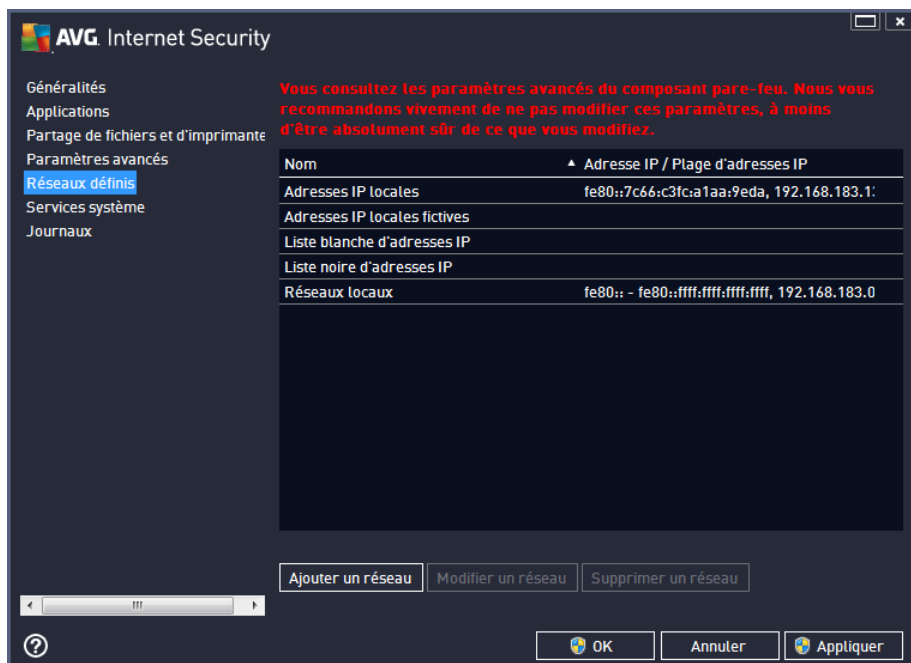 AVG. Internet Security
Généralités
Applications
Partage de fichiers et d'imprimante
Paramètres avancés
Réseaux définis
Services système
Journaux
Vous consultez les paramètres avancés du composant pare-feu. Nous vous
recommandons vivement de ne pas modifier ces paramètres, à moins
d'être absolument sûr de ce que vous modifiez.
Nom Adresse IP / Plage d'adresses IP
Adresses IP locales fe80::7c66:c3fc:a1aa:9eda, 192.168.183.1
Adresses IP locales fictives
Liste blanche d'adresses IP
Liste noire d'adresses IP
Réseaux locaux fe80:: - fe80::ffff:ffff:ffff:ffff, 192.168.183.0
Ajouter un réseau Modifier un réseau Supprimer un réseau
OK Annuler Appliquer